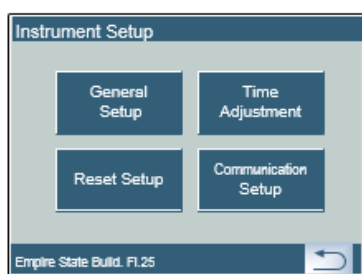 Instrument Setup
General
Setup
Time
Adjustment
Reset Setup
Communication
Setup
Empire State Build. Fl.25